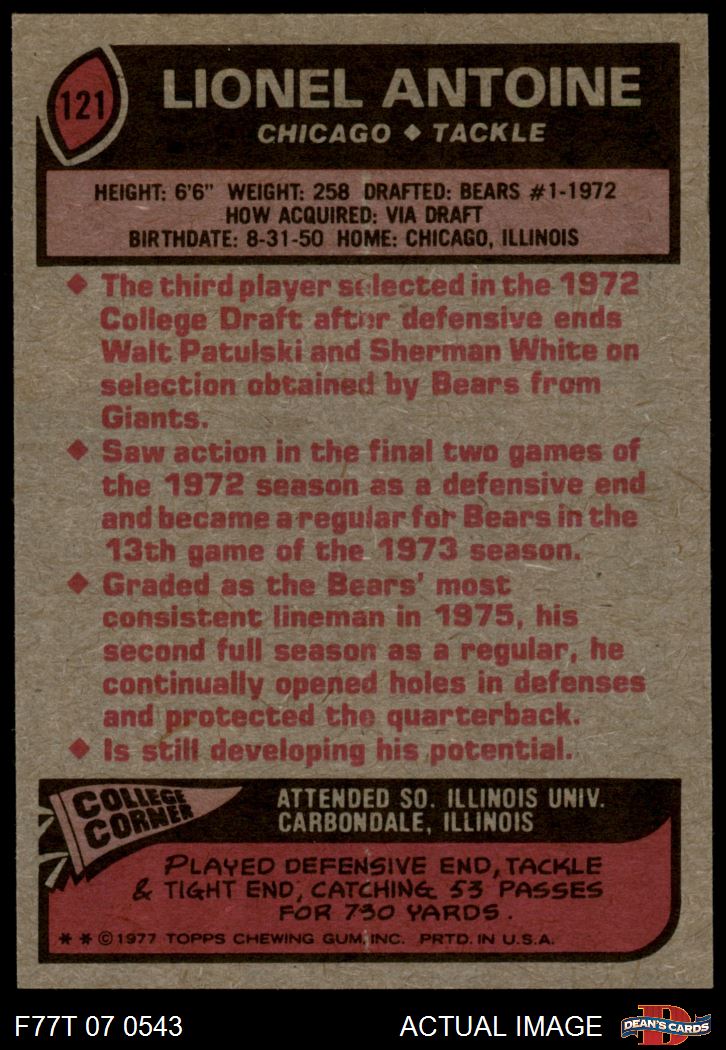 121
LIONEL ANTOINE
CHICAGO ◆ TACKLE
HEIGHT: 6'6" WEIGHT: 258 DRAFTED: BEARS #1-1972
HOW ACQUIRED: VIA DRAFT
BIRTHDATE: 8-31-50 HOME: CHICAGO, ILLINOIS
◆ The third player selected in the 1972
College Draft after defensive ends
Walt Patulski and Sherman White on
selection obtained by Bears from
Giants.
◆ Saw action in the final two games of
the 1972 season as a defensive end
and became a regular for Bears in the
13th game of the 1973 season.
◆ Graded as the Bears' most
consistent lineman in 1975, his
second full season as a regular, he
continually opened holes in defenses
and protected the quarterback.
◆ Is still developing his potential.
COLLEGE
CORNER
ATTENDED SO. ILLINOIS UNIV.
CARBONDALE, ILLINOIS
PLAYED DEFENSIVE END, TACKLE
& TIGHT END, CATCHING 53 PASSES
FOR 730 YARDS.
** © 1977 TOPPS CHEWING GUM, INC. PRTD. IN U.S.A.
F77T 07 0543
ACTUAL IMAGE
D
DEAN'S CARDS